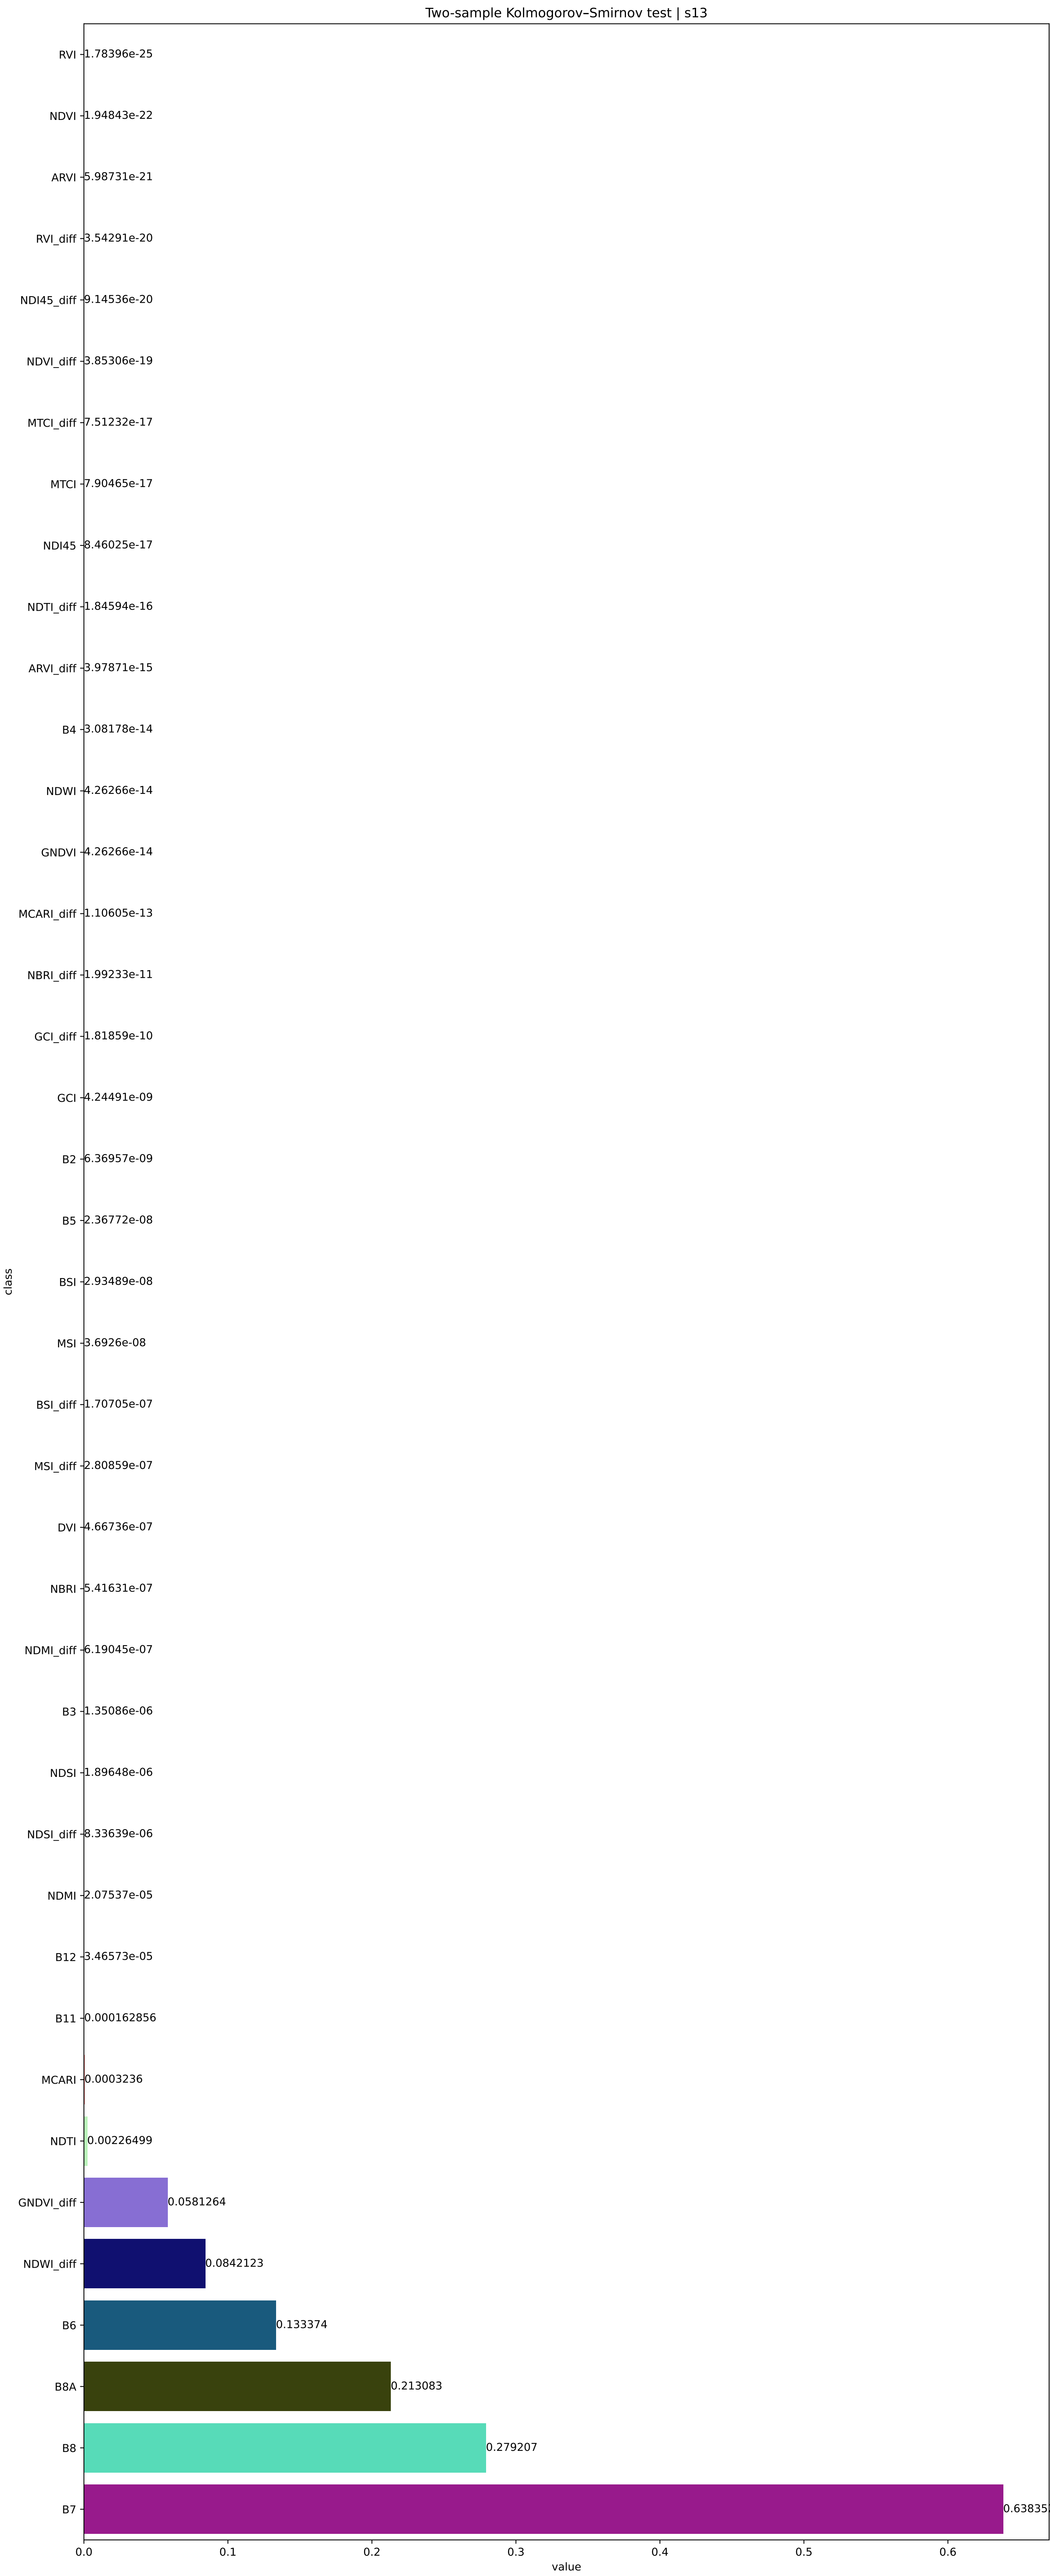 Two-sample Kolmogorov–Smirnov test | s13
RVI 1.78396e-25
NDVI 1.94843e-22
ARVI 5.98731e-21
RVI_diff 3.54291e-20
NDI45_diff 9.14536e-20
NDVI_diff 3.85306e-19
MTCI_diff 7.51232e-17
MTCI 7.90465e-17
NDI45 8.46025e-17
NDTI_diff 1.84594e-16
ARVI_diff 3.97871e-15
B4 3.08178e-14
NDWI 4.26266e-14
GNDVI 4.26266e-14
MCARI_diff 1.10605e-13
NBRI_diff 1.99233e-11
GCI_diff 1.81859e-10
GCI 4.24491e-09
B2 6.36957e-09
B5 2.36772e-08
BSI 2.93489e-08
MSI 3.6926e-08
BSI_diff 1.70705e-07
MSI_diff 2.80859e-07
DVI 4.66736e-07
NBRI 5.41631e-07
NDMI_diff 6.19045e-07
B3 1.35086e-06
NDSI 1.89648e-06
NDSI_diff 8.33639e-06
NDMI 2.07537e-05
B12 3.46573e-05
B11 0.000162856
MCARI 0.0003236
NDTI 0.00226499
GNDVI_diff 0.0581264
NDWI_diff 0.0842123
B6 0.133374
B8A 0.213083
B8 0.279207
B7 0.63835
class
0.0 0.1 0.2 0.3 0.4 0.5 0.6
value